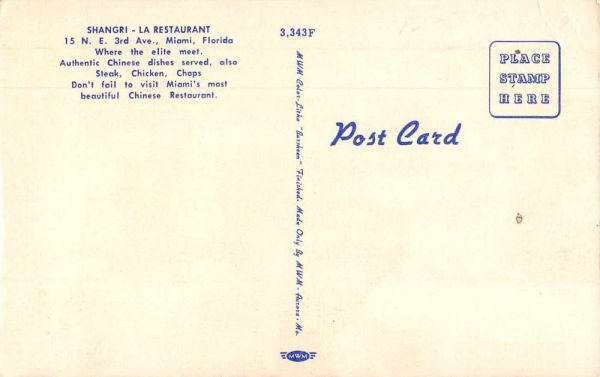 SHANGRI - LA RESTAURANT
15 N. E. 3rd Ave., Miami, Florida
Where the elite meet.
Authentic Chinese dishes served, also
Steak, Chicken, Chops
Don't fail to visit Miami's most
beautiful Chinese Restaurant.
3,343F
MWM Color-Litho "Dursheen" Finished. Made Only By MWM - Aurora, Mo.
MWM
Post Card
PLACE
STAMP
HERE